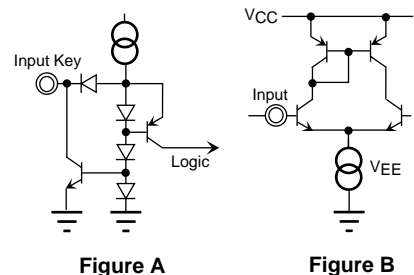 Input Key
Logic
Figure A
VCC
Input
VEE
Figure B